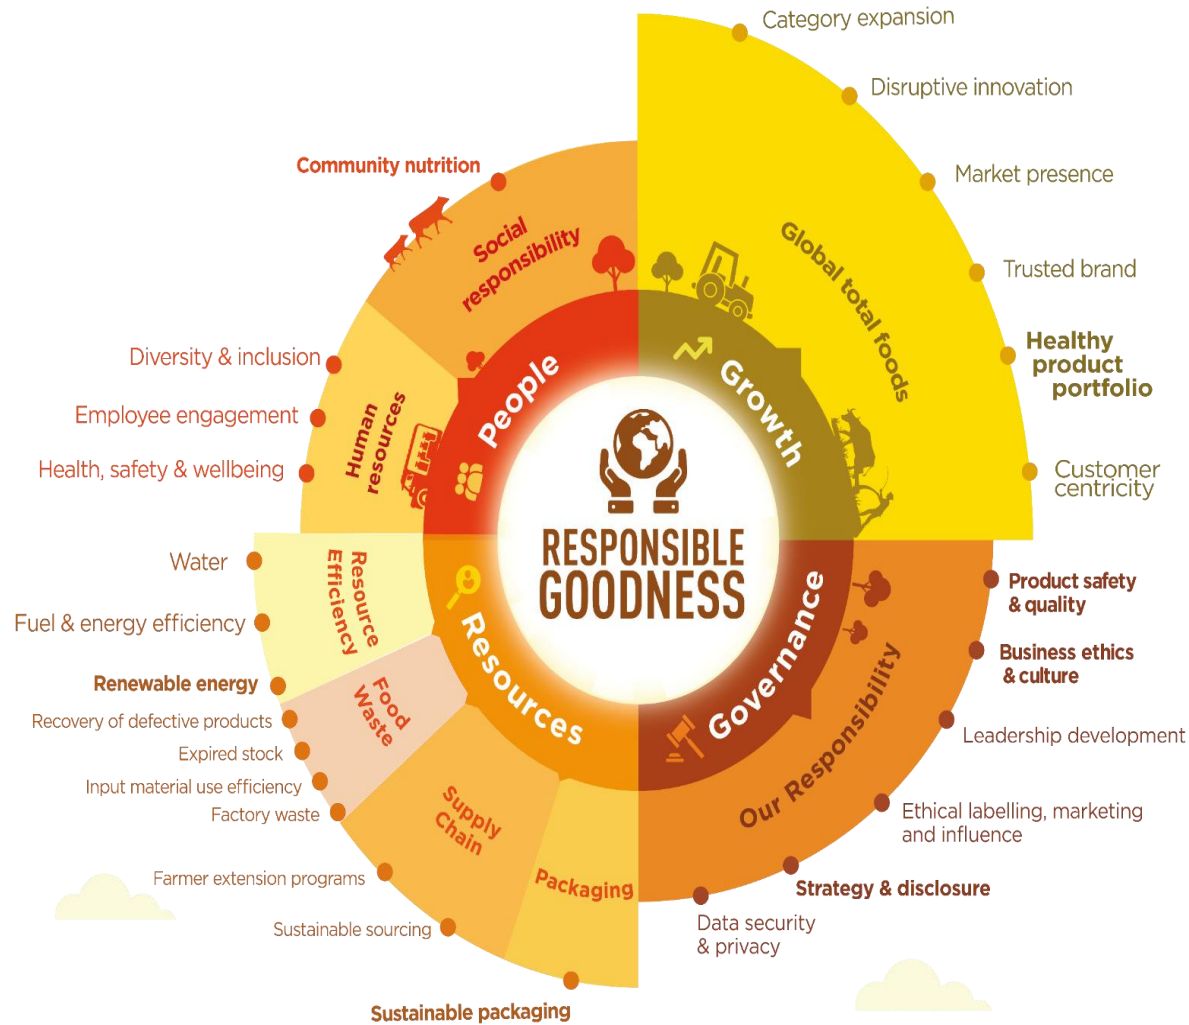 Category expansion
Disruptive innovation
Market presence
Trusted brand
Healthy
product
portfolio
Customer
centricity
Global total foods
Growth
Community nutrition
Social
responsibility
People
Diversity & inclusion
Employee engagement
Health, safety & wellbeing
Human
resources
RESPONSIBLE
GOODNESS
Water
Fuel & energy efficiency
Renewable energy
Resource
Efficiency
Resources
Recovery of defective products
Expired stock
Input material use efficiency
Factory waste
Food
Waste
Farmer extension programs
Sustainable sourcing
Supply
Chain
Packaging
Sustainable packaging
Governance
Our Responsibility
Product safety
& quality
Business ethics
& culture
Leadership development
Ethical labelling, marketing
and influence
Strategy & disclosure
Data security
& privacy